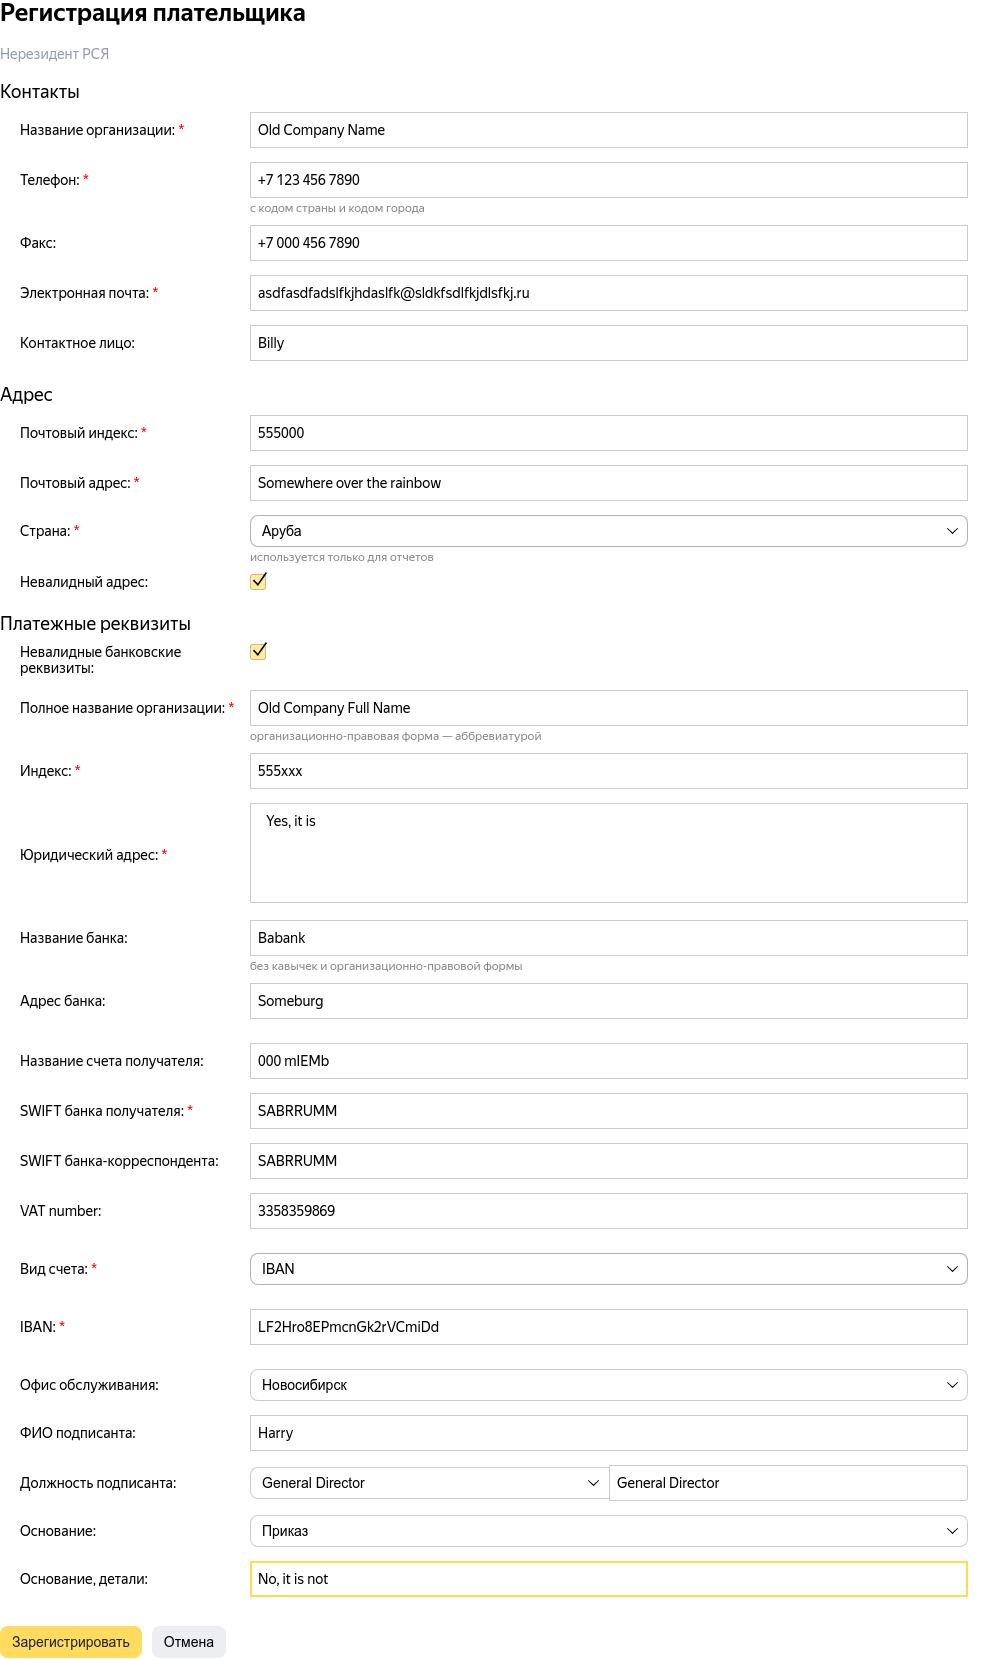 Регистрация плательщика
Нерезидент РСЯ
Контакты
Название организации: * Old Company Name
Телефон: * +7 123 456 7890
с кодом страны и кодом города
Факс: +7 000 456 7890
Электронная почта: * asdfasdfadslfkjhdaslfk@sldkfsdlfkjdlsfkj.ru
Контактное лицо: Billy
Адрес
Почтовый индекс: * 555000
Почтовый адрес: * Somewhere over the rainbow
Страна: * Аруба
используется только для отчетов
Невалидный адрес:
Платежные реквизиты
Невалидные банковские
реквизиты:
Полное название организации: * Old Company Full Name
организационно-правовая форма — аббревиатурой
Индекс: * 555xxx
Юридический адрес: * Yes, it is
Название банка: Babank
без кавычек и организационно-правовой формы
Адрес банка: Someburg
Название счета получателя: 000 mIEMb
SWIFT банка получателя: * SABRRUMM
SWIFT банка-корреспондента: SABRRUMM
VAT number: 3358359869
Вид счета: * IBAN
IBAN: * LF2Hro8EPmcnGk2rVCmiDd
Офис обслуживания: Новосибирск
ФИО подписанта: Harry
Должность подписанта: General Director General Director
Основание: Приказ
Основание, детали: No, it is not
Зарегистрировать Отмена